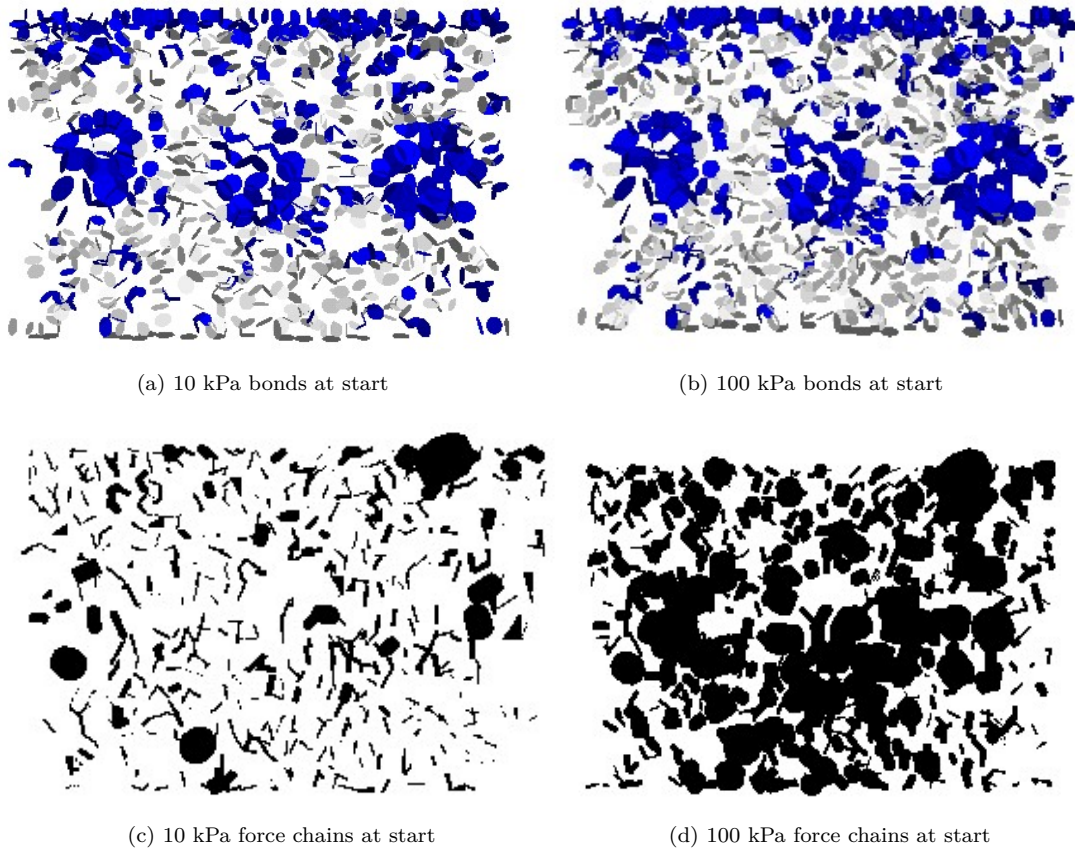 (a) 10 kPa bonds at start
(b) 100 kPa bonds at start
(c) 10 kPa force chains at start
(d) 100 kPa force chains at start